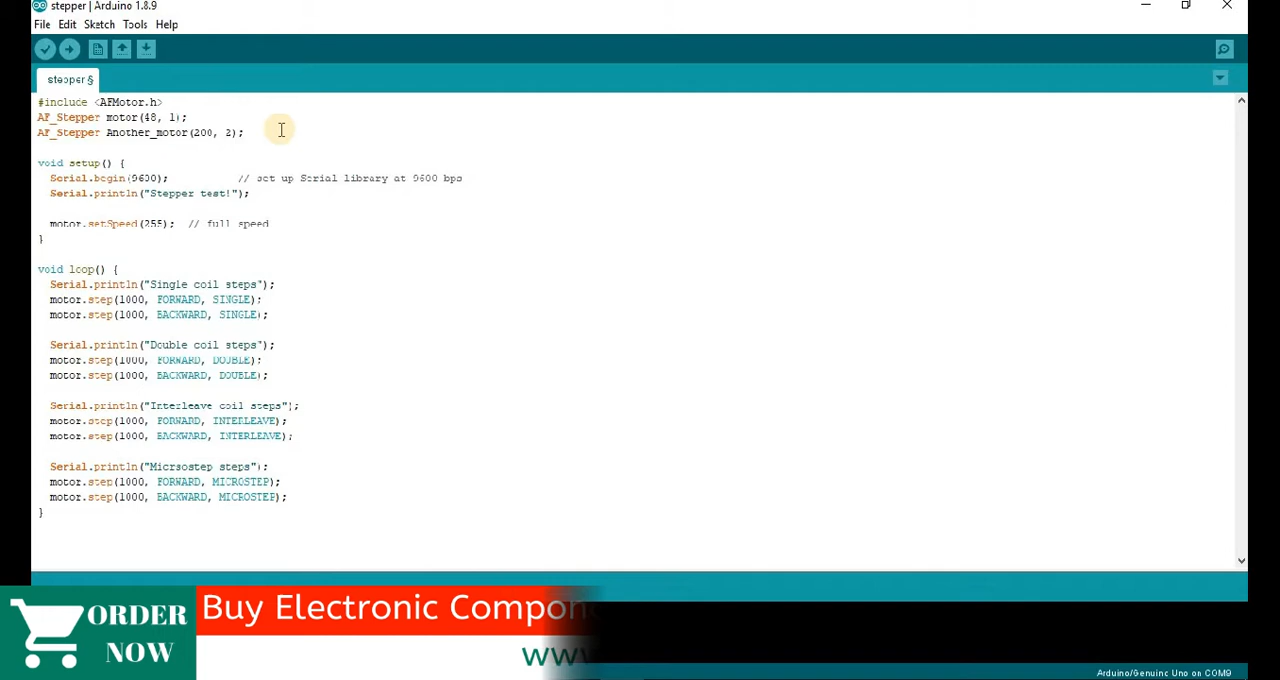 stepper | Arduino 1.8.9
File Edit Sketch Tools Help
stepper §
#include <AFMotor.h>
AF_Stepper motor(48, 1);
AF_Stepper Another_motor(200, 2);
void setup() {
Serial.begin(9600); // set up Serial library at 9600 bps
Serial.println("Stepper test!");
motor.setSpeed(255); // full speed
}
void loop() {
Serial.println("Single coil steps");
motor.step(1000, FORWARD, SINGLE);
motor.step(1000, BACKWARD, SINGLE);
Serial.println("Double coil steps");
motor.step(1000, FORWARD, DOUBLE);
motor.step(1000, BACKWARD, DOUBLE);
Serial.println("Interleave coil steps");
motor.step(1000, FORWARD, INTERLEAVE);
motor.step(1000, BACKWARD, INTERLEAVE);
Serial.println("Micrsostep steps");
motor.step(1000, FORWARD, MICROSTEP);
motor.step(1000, BACKWARD, MICROSTEP);
}
ORDER
NOW
Buy Electronic Compon
www
Arduino/Genuino Uno on COM9